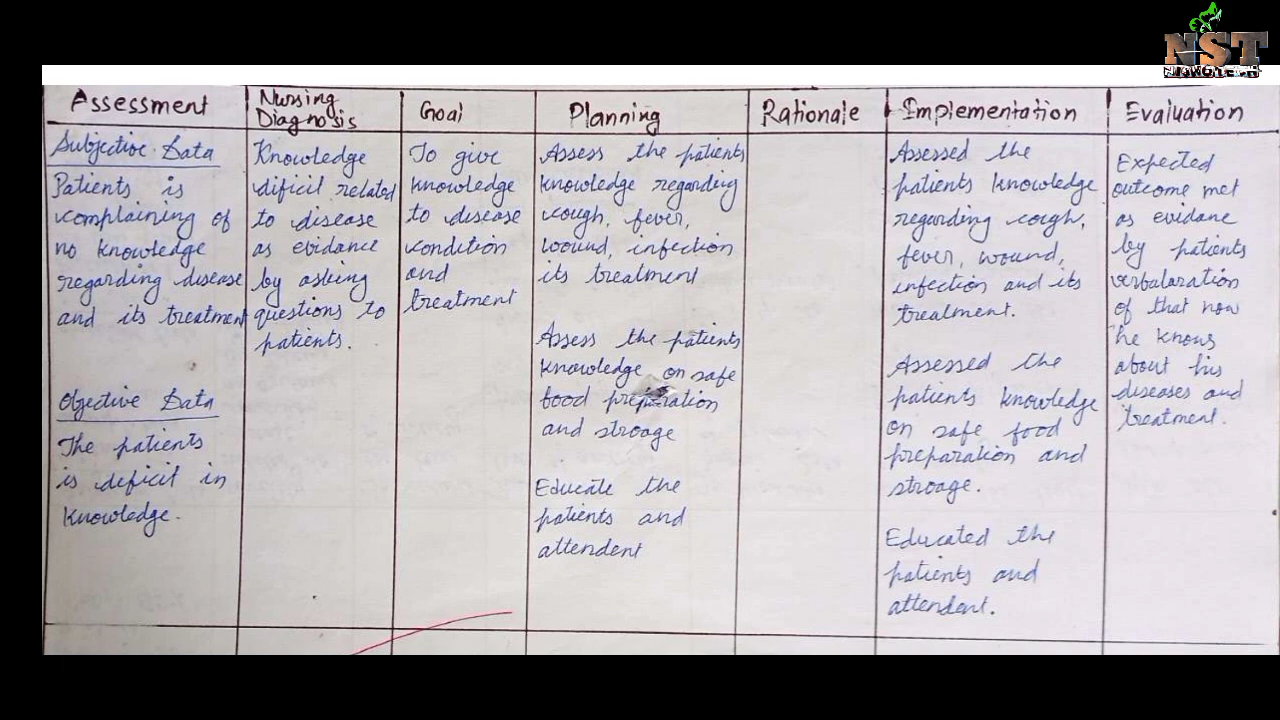 NST
Assessment
Subjective Data
Patients is
complaining of
no knowledge
regarding disease
and its treatment
Objective Data
The patients
is deficit in
knowledge.
Nursing
Diagnosis
Knowledge
dificil related
to disease
as evidance
by asking
questions to
patients.
Goal
To give
knowledge
to disease
condition
and
treatment
Planning
Assess the patients
knowledge regarding
cough, fever,
wound, infection
its treatment
Assess the patients
knowledge on safe
food preparation
and stroage
Educate the
patients and
attendent
Rationale
Implementation
Assessed the
patients knowledge
regarding cough,
fever, wound,
infection and its
treatment.
Assessed the
patients knowledge
on safe food
preparation and
stroage.
Educated the
patients and
attendent.
Evaluation
Expected
outcome met
as evidane
by patients
verbalaration
of that now
he knows
about his
diseases and
treatment.